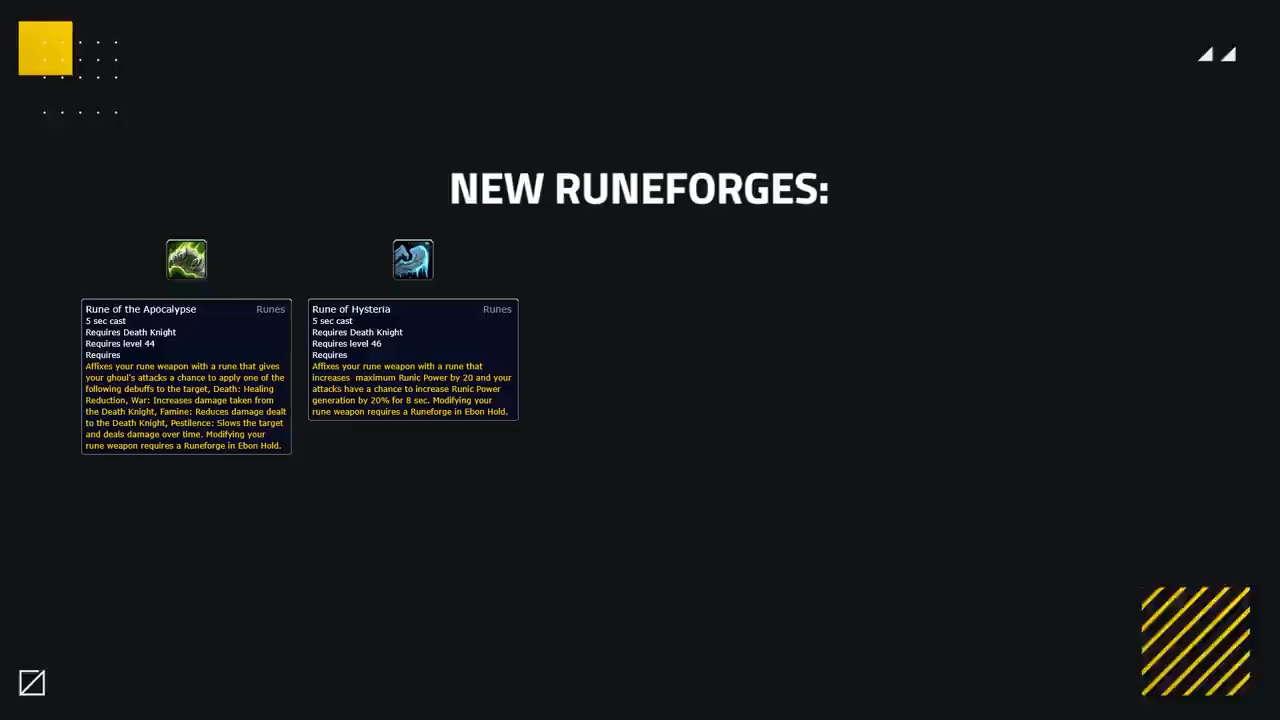 NEW RUNEFORGES:
Rune of the Apocalypse Runes
5 sec cast
Requires Death Knight
Requires level 44
Requires
Affixes your rune weapon with a rune that gives
your ghoul's attacks a chance to apply one of the
following debuffs to the target, Death: Healing
Reduction, War: Increases damage taken from
the Death Knight, Famine: Reduces damage dealt
to the Death Knight, Pestilence: Slows the target
and deals damage over time. Modifying your
rune weapon requires a Runeforge in Ebon Hold.
Rune of Hysteria Runes
5 sec cast
Requires Death Knight
Requires level 46
Requires
Affixes your rune weapon with a rune that
increases  maximum Runic Power by 20 and your
attacks have a chance to increase Runic Power
generation by 20% for 8 sec. Modifying your
rune weapon requires a Runeforge in Ebon Hold.